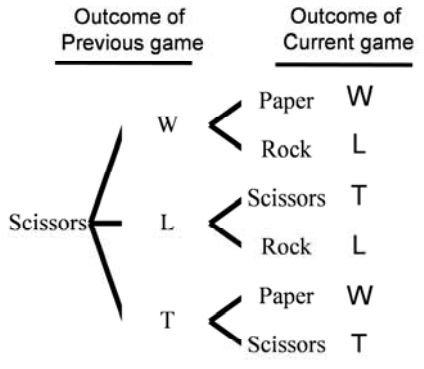 Outcome of
Previous game
Outcome of
Current game
Paper W
W
Rock L
Scissors T
Scissors L
Rock L
Paper W
T
Scissors T